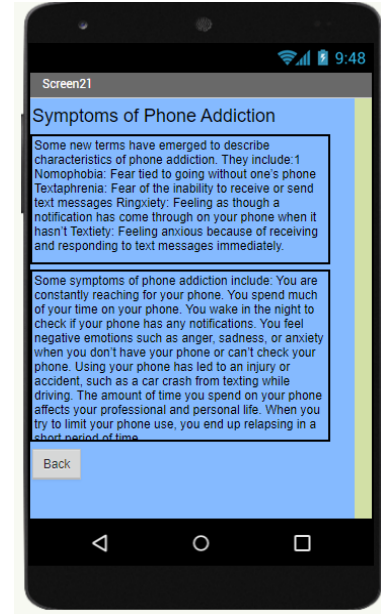 9:48
Screen21
Symptoms of Phone Addiction
Some new terms have emerged to describe
characteristics of phone addiction. They include:1
Nomophobia: Fear tied to going without one's phone
Textaphrenia: Fear of the inability to receive or send
text messages Ringxiety: Feeling as though a
notification has come through on your phone when it
hasn't Textiety: Feeling anxious because of receiving
and responding to text messages immediately.
Some symptoms of phone addiction include: You are
constantly reaching for your phone. You spend much
of your time on your phone. You wake in the night to
check if your phone has any notifications. You feel
negative emotions such as anger, sadness, or anxiety
when you don't have your phone or can't check your
phone. Using your phone has led to an injury or
accident, such as a car crash from texting while
driving. The amount of time you spend on your phone
affects your professional and personal life. When you
try to limit your phone use, you end up relapsing in a
short period of time
Back